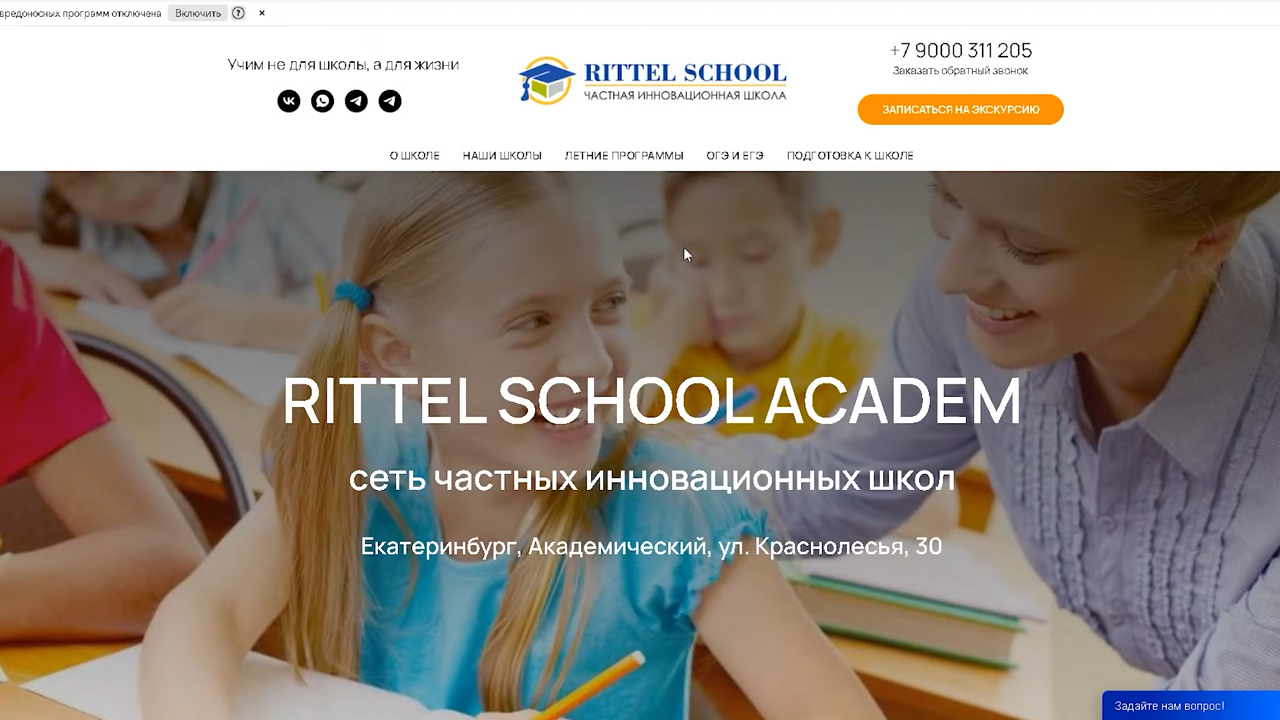 вредоносных программ отключена Включить ?
Учим не для школы, а для жизни
RITTEL SCHOOL
ЧАСТНАЯ ИННОВАЦИОННАЯ ШКОЛА
+7 9000 311 205
Заказать обратный звонок
ЗАПИСАТЬСЯ НА ЭКСКУРСИЮ
О ШКОЛЕ НАШИ ШКОЛЫ ЛЕТНИЕ ПРОГРАММЫ ОГЭ И ЕГЭ ПОДГОТОВКА К ШКОЛЕ
RITTEL SCHOOL ACADEM
сеть частных инновационных школ
Екатеринбург, Академический, ул. Краснолесья, 30
Задайте нам вопрос!